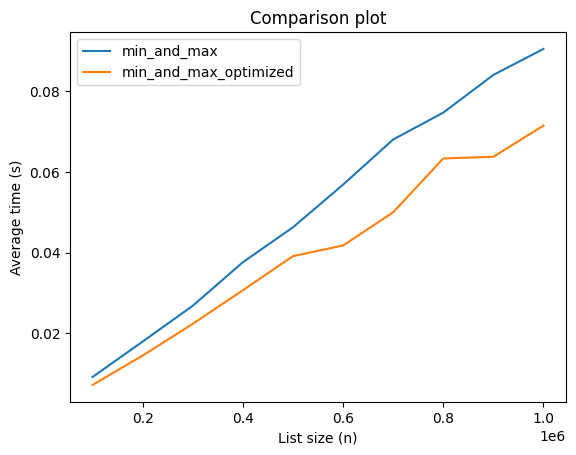 Comparison plot
min_and_max
min_and_max_optimized
Average time (s)
0.08
0.06
0.04
0.02
0.2 0.4 0.6 0.8 1.0
1e6
List size (n)